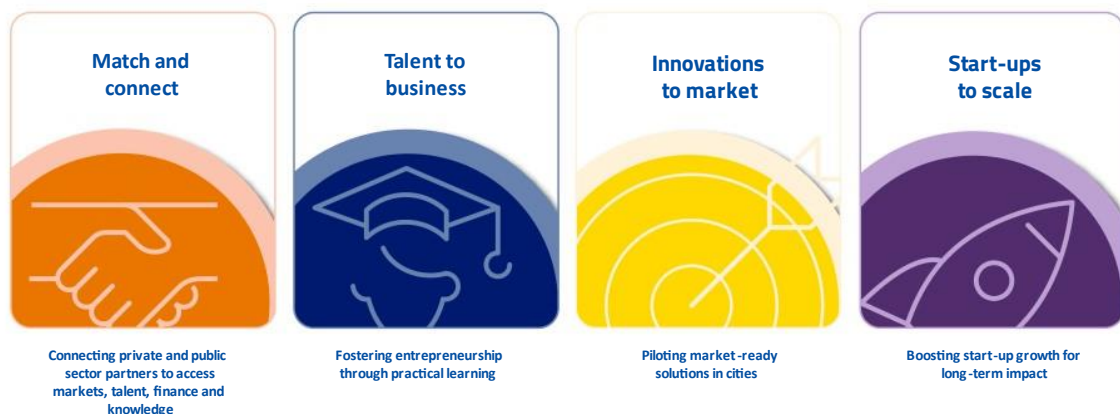 Match and
connect
Talent to
business
Innovations
to market
Start-ups
to scale
Connecting private and public
sector partners to access
markets, talent, finance and
knowledge
Fostering entrepreneurship
through practical learning
Piloting market-ready
solutions in cities
Boosting start-up growth for
long-term impact